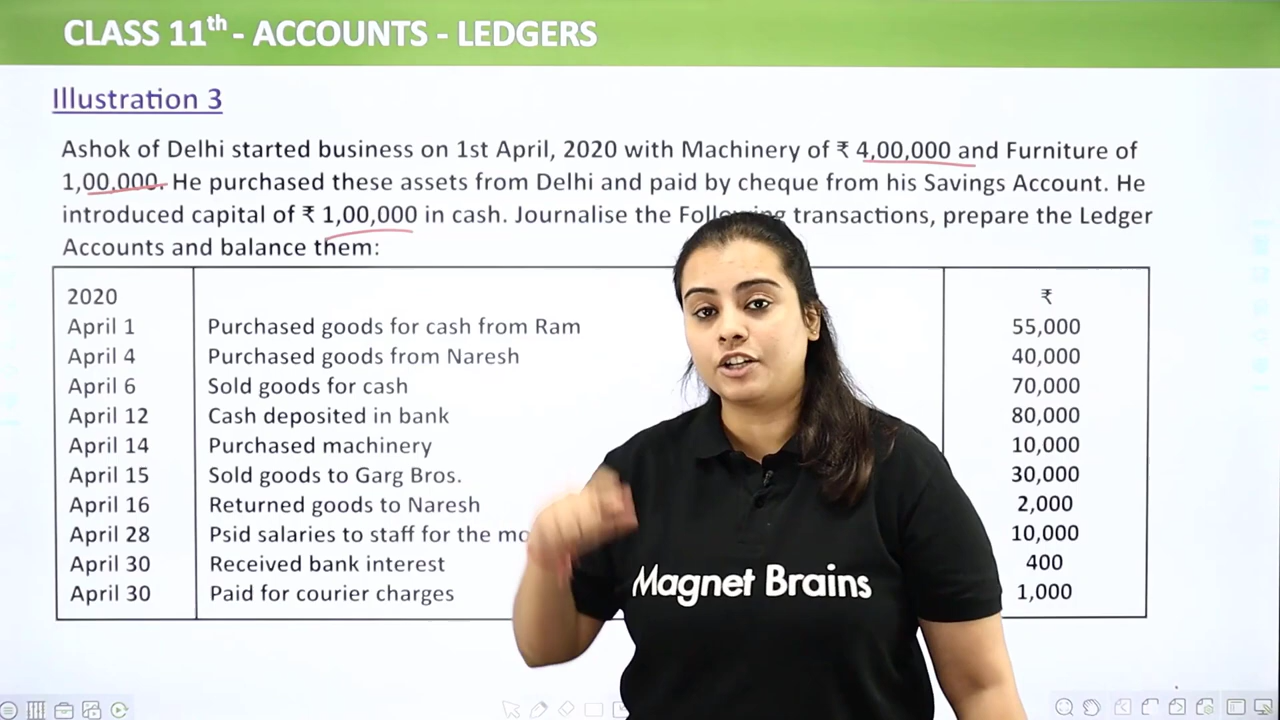 CLASS 11th - ACCOUNTS - LEDGERS
Illustration 3
Ashok of Delhi started business on 1st April, 2020 with Machinery of ₹ 4,00,000 and Furniture of
1,00,000. He purchased these assets from Delhi and paid by cheque from his Savings Account. He
introduced capital of ₹ 1,00,000 in cash. Journalise the Following transactions, prepare the Ledger
Accounts and balance them:
2020 ₹
April 1 Purchased goods for cash from Ram 55,000
April 4 Purchased goods from Naresh 40,000
April 6 Sold goods for cash 70,000
April 12 Cash deposited in bank 80,000
April 14 Purchased machinery 10,000
April 15 Sold goods to Garg Bros. 30,000
April 16 Returned goods to Naresh 2,000
April 28 Psid salaries to staff for the 10,000
April 30 Received bank interest 400
April 30 Paid for courier charges 1,000
Magnet Brains